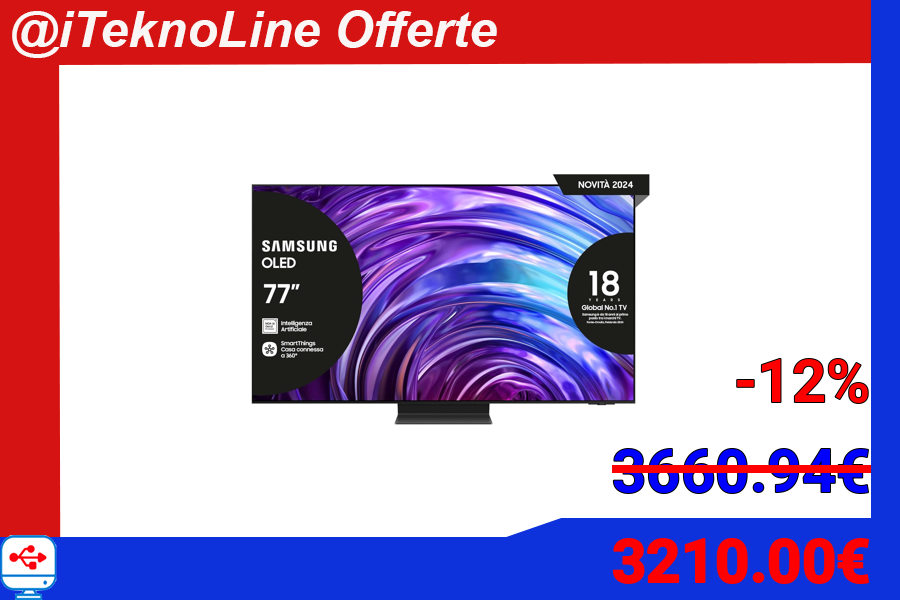 @iTeknoLine Offerte
NOVITÀ 2024
SAMSUNG
OLED
77”
Intelligenza
Artificiale
SmartThings
Casa connessa
a 360°
18
YEARS
Global No.1 TV
-12%
3660.94€
3210.00€